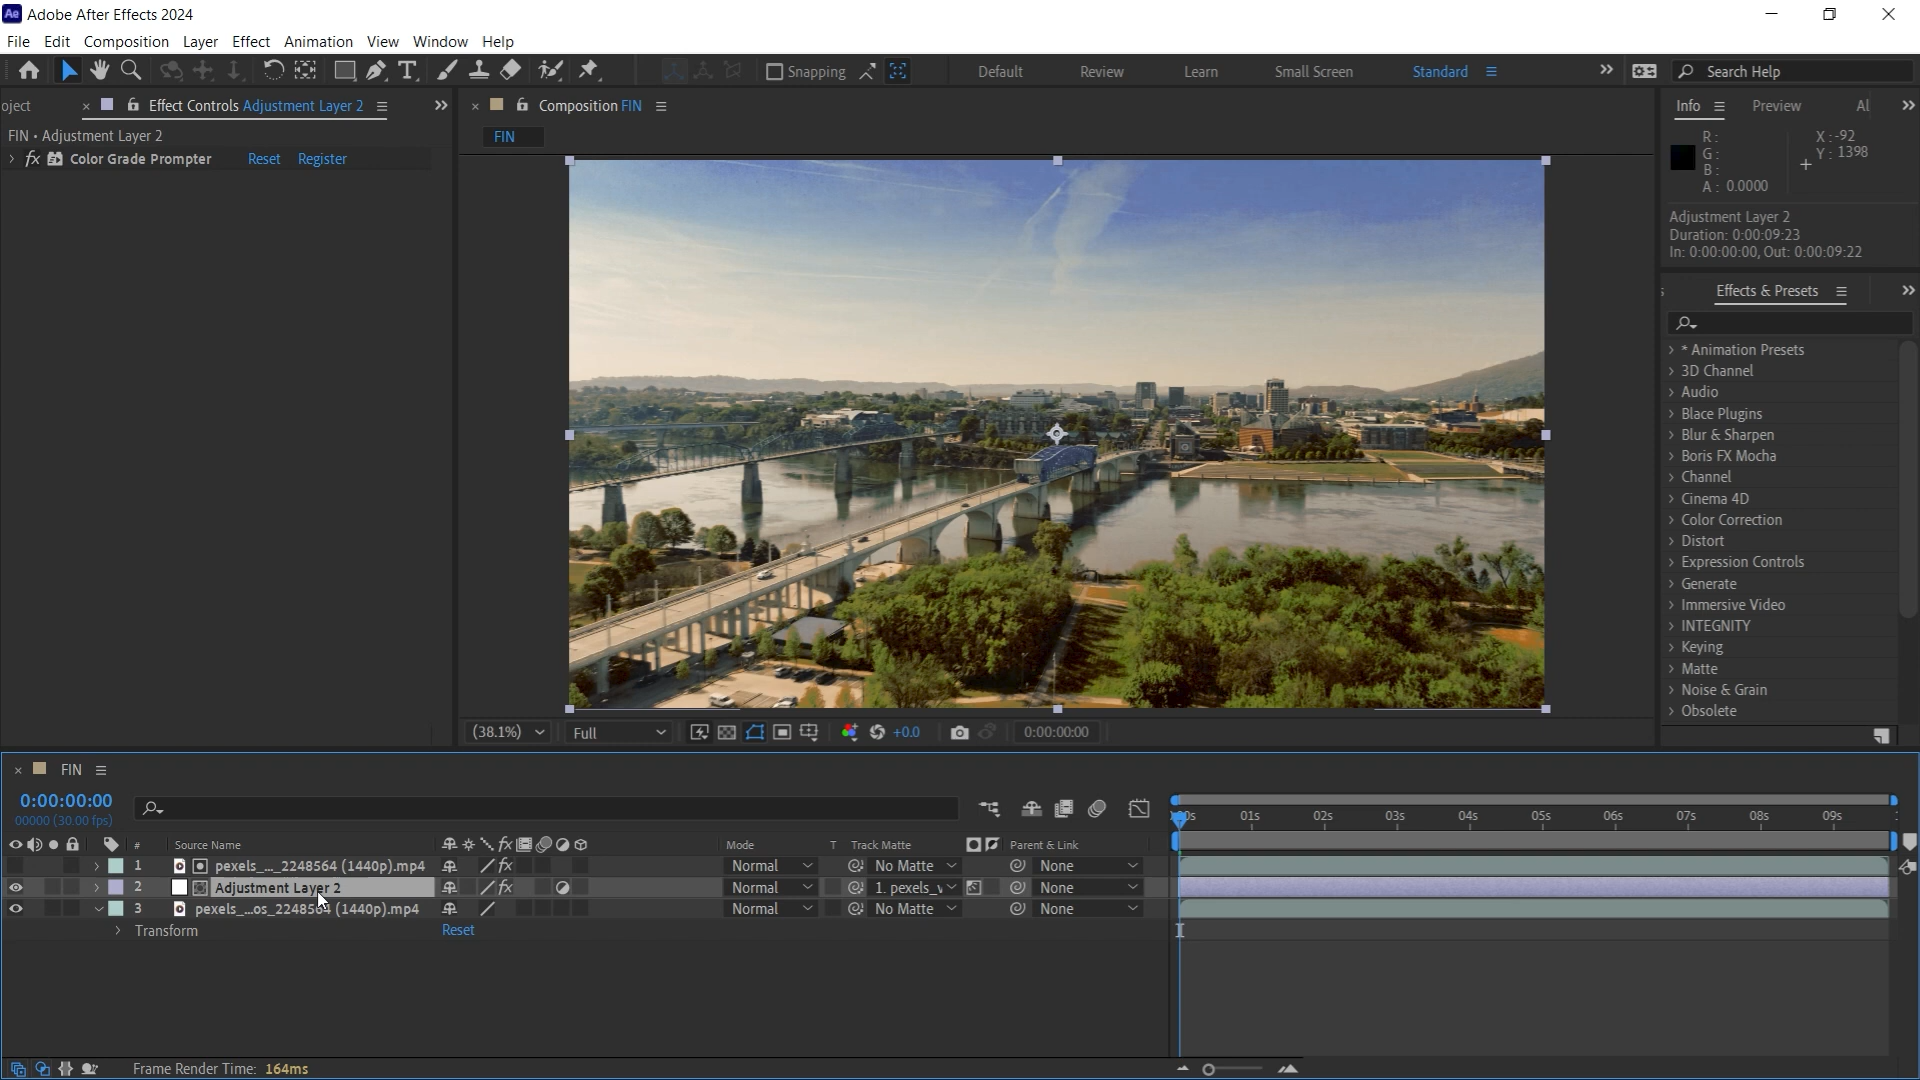 Ae Adobe After Effects 2024
File Edit Composition Layer Effect Animation View Window Help
Snapping Default Review Learn Small Screen Standard Search Help
oject × Effect Controls Adjustment Layer 2
FIN • Adjustment Layer 2
fx Color Grade Prompter Reset Register
× Composition FIN
FIN
Info Preview Al
R:
G:
B:
A: 0.0000
X: -92
Y: 1398
Adjustment Layer 2
Duration: 0:00:09:23
In: 0:00:00:00, Out: 0:00:09:22
s Effects & Presets
* Animation Presets
3D Channel
Audio
Blace Plugins
Blur & Sharpen
Boris FX Mocha
Channel
Cinema 4D
Color Correction
Distort
Expression Controls
Generate
Immersive Video
INTEGNITY
Keying
Matte
Noise & Grain
Obsolete
(38.1%) Full +0.0 0:00:00:00
× FIN
0:00:00:00
00000 (30.00 fps)
01s 02s 03s 04s 05s 06s 07s 08s 09s
# Source Name fx Mode T Track Matte Parent & Link
1 pexels_..._2248564 (1440p).mp4 fx Normal No Matte None
2 Adjustment Layer 2 fx Normal 1. pexels_v None
3 pexels_...os_2248564 (1440p).mp4 Normal No Matte None
Transform Reset
Frame Render Time: 164ms